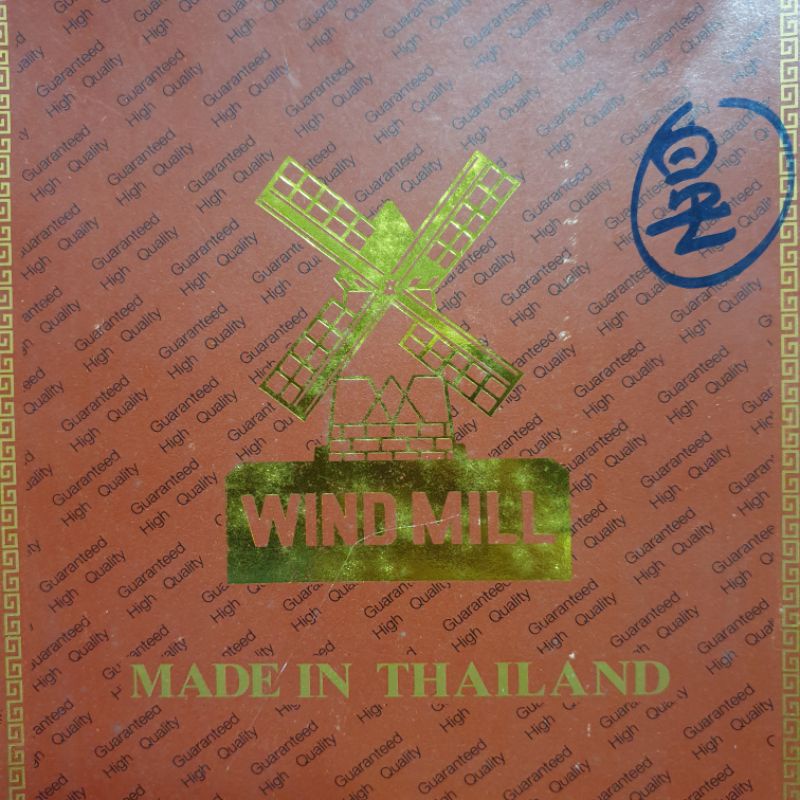 WIND MILL
MADE IN THAILAND
Guaranteed
High Quality